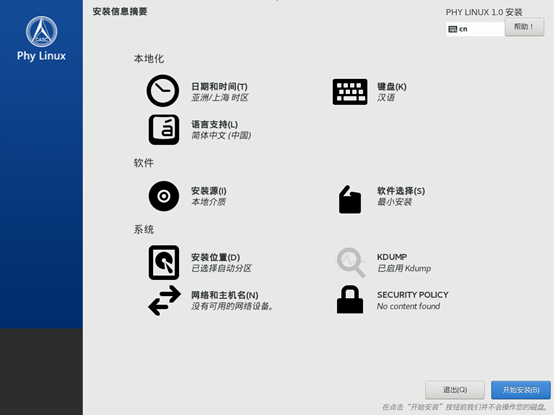 安装信息摘要
PHY LINUX 1.0 安装
cn
帮助！
CASC
Phy Linux
本地化
日期和时间(T)
亚洲/上海 时区
键盘(K)
汉语
语言支持(L)
简体中文 (中国)
软件
安装源(I)
本地介质
软件选择(S)
最小安装
系统
安装位置(D)
已选择自动分区
KDUMP
已启用 Kdump
网络和主机名(N)
没有可用的网络设备。
SECURITY POLICY
No content found
退出(Q)
开始安装(B)
在点击“开始安装”按钮前我们并不会操作您的磁盘。